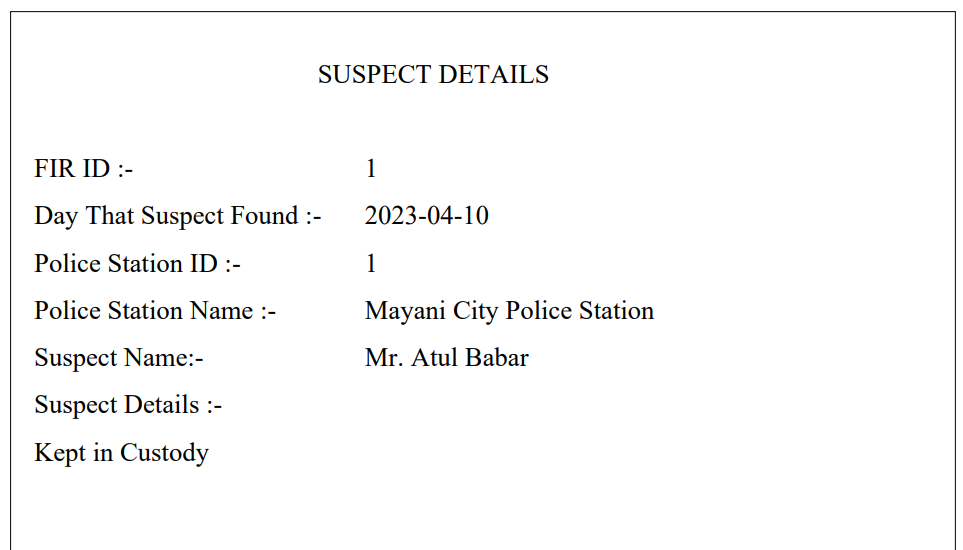 SUSPECT DETAILS
FIR ID :- 1
Day That Suspect Found :- 2023-04-10
Police Station ID :- 1
Police Station Name :- Mayani City Police Station
Suspect Name:- Mr. Atul Babar
Suspect Details :-
Kept in Custody